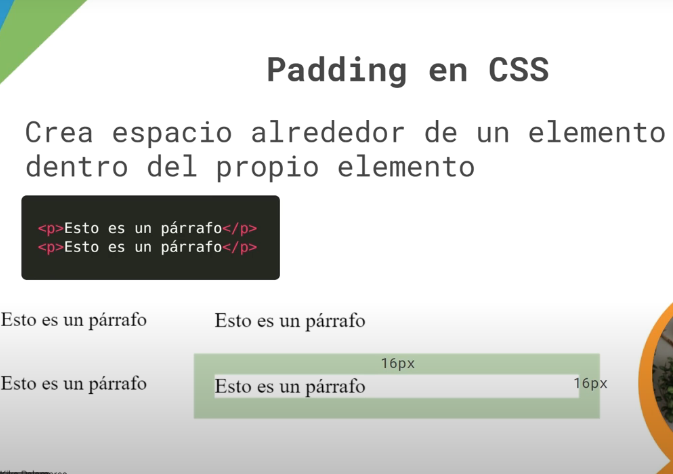 Padding en CSS
Crea espacio alrededor de un elemento
dentro del propio elemento
<p>Esto es un párrafo</p>
<p>Esto es un párrafo</p>
Esto es un párrafo
Esto es un párrafo
16px
Esto es un párrafo
Esto es un párrafo
16px